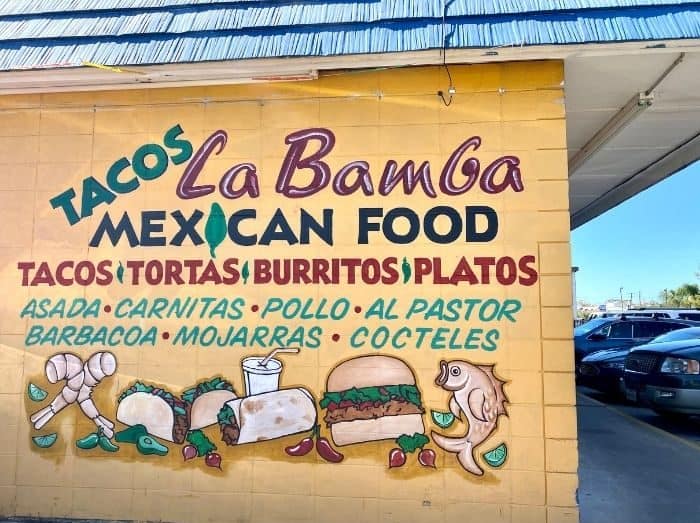 TACOS La Bamba
MEXICAN FOOD
TACOS TORTAS BURRITOS PLATOS
ASADA • CARNITAS • POLLO • AL PASTOR
BARBACOA • MOJARRAS • COCTELES